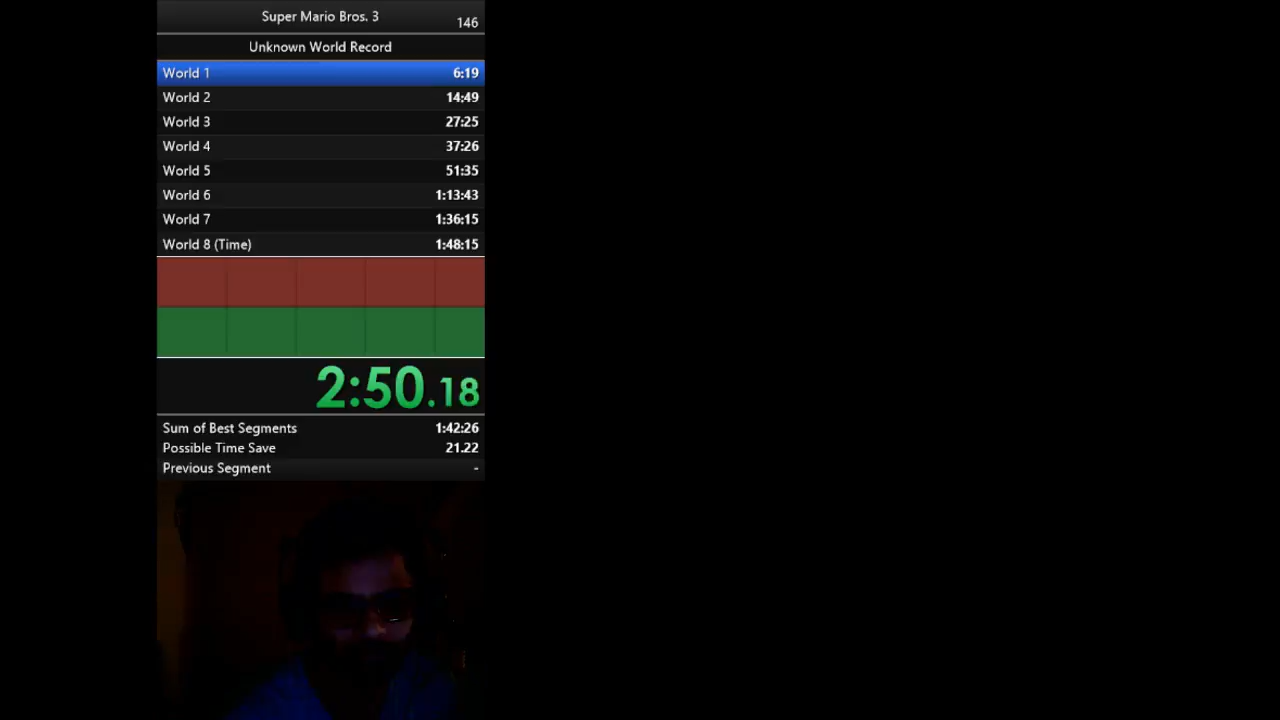 Super Mario Bros. 3
146
Unknown World Record
World 1 6:19
World 2 14:49
World 3 27:25
World 4 37:26
World 5 51:35
World 6 1:13:43
World 7 1:36:15
World 8 (Time) 1:48:15
2:50.18
Sum of Best Segments 1:42:26
Possible Time Save 21.22
Previous Segment -